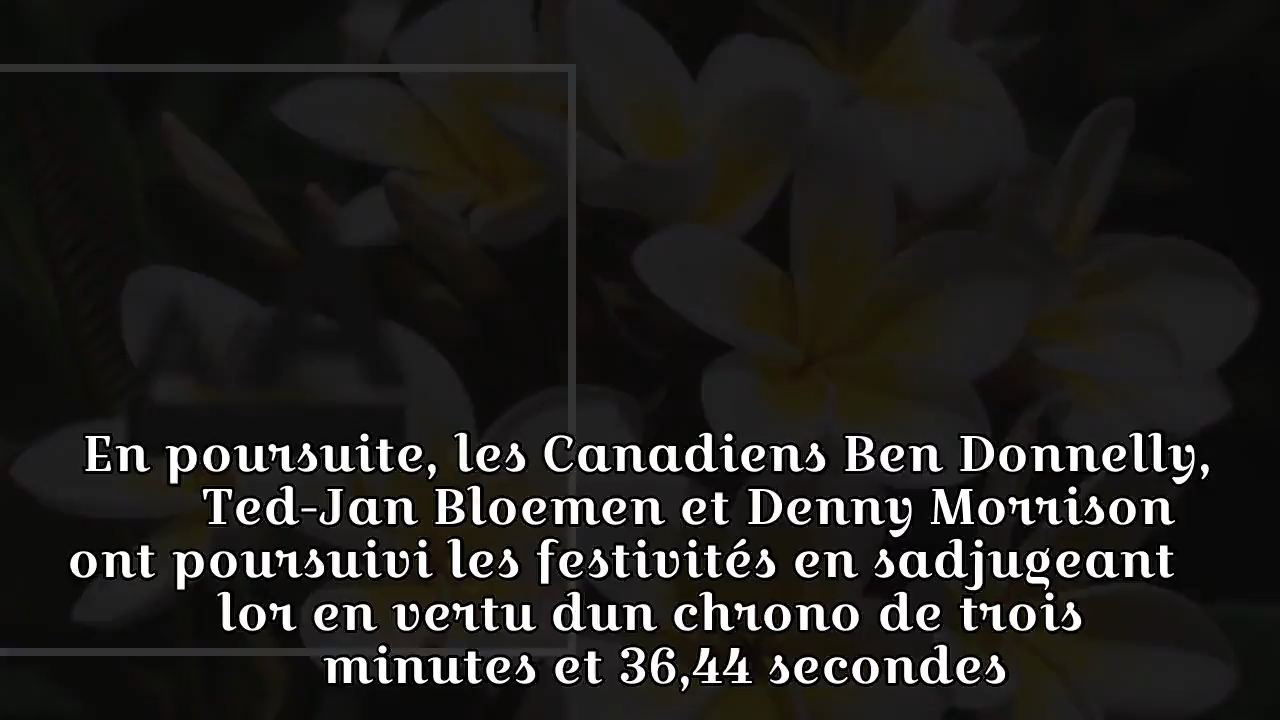 En poursuite, les Canadiens Ben Donnelly,
Ted-Jan Bloemen et Denny Morrison
ont poursuivi les festivités en sadjugeant
lor en vertu dun chrono de trois
minutes et 36,44 secondes